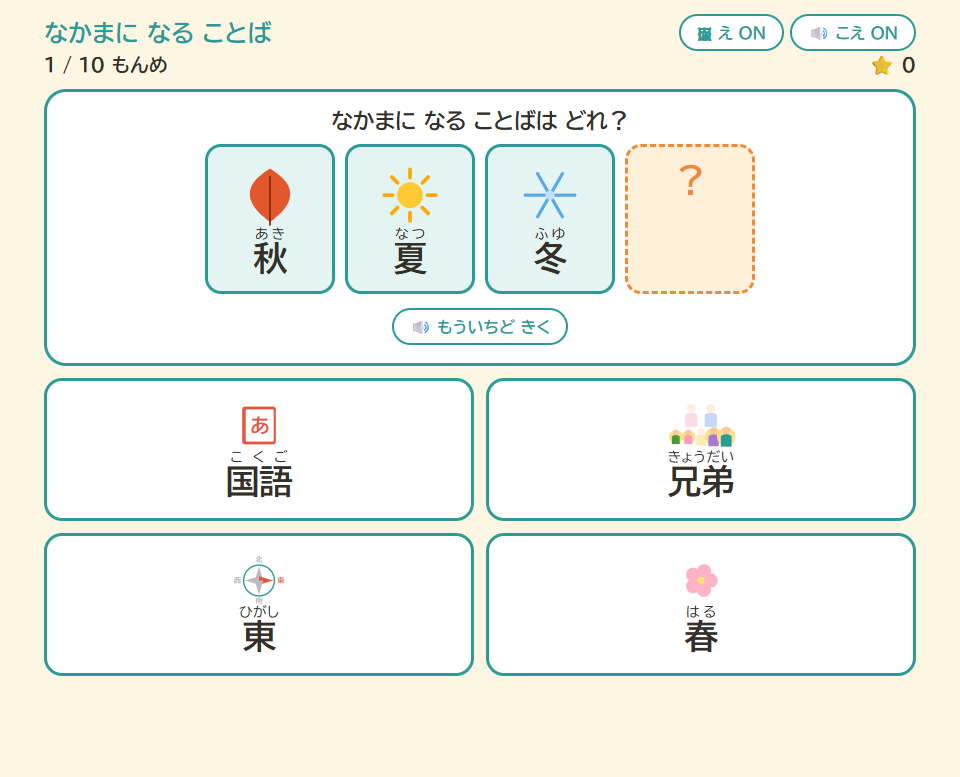 なかまに なる ことば
え ON
こえ ON
1 / 10 もんめ
0
なかまに なる ことばは どれ？
あき
秋
なつ
夏
ふゆ
冬
？
もういちど きく
あ
こくご
国語
きょうだい
兄弟
北
西
東
南
ひがし
東
はる
春